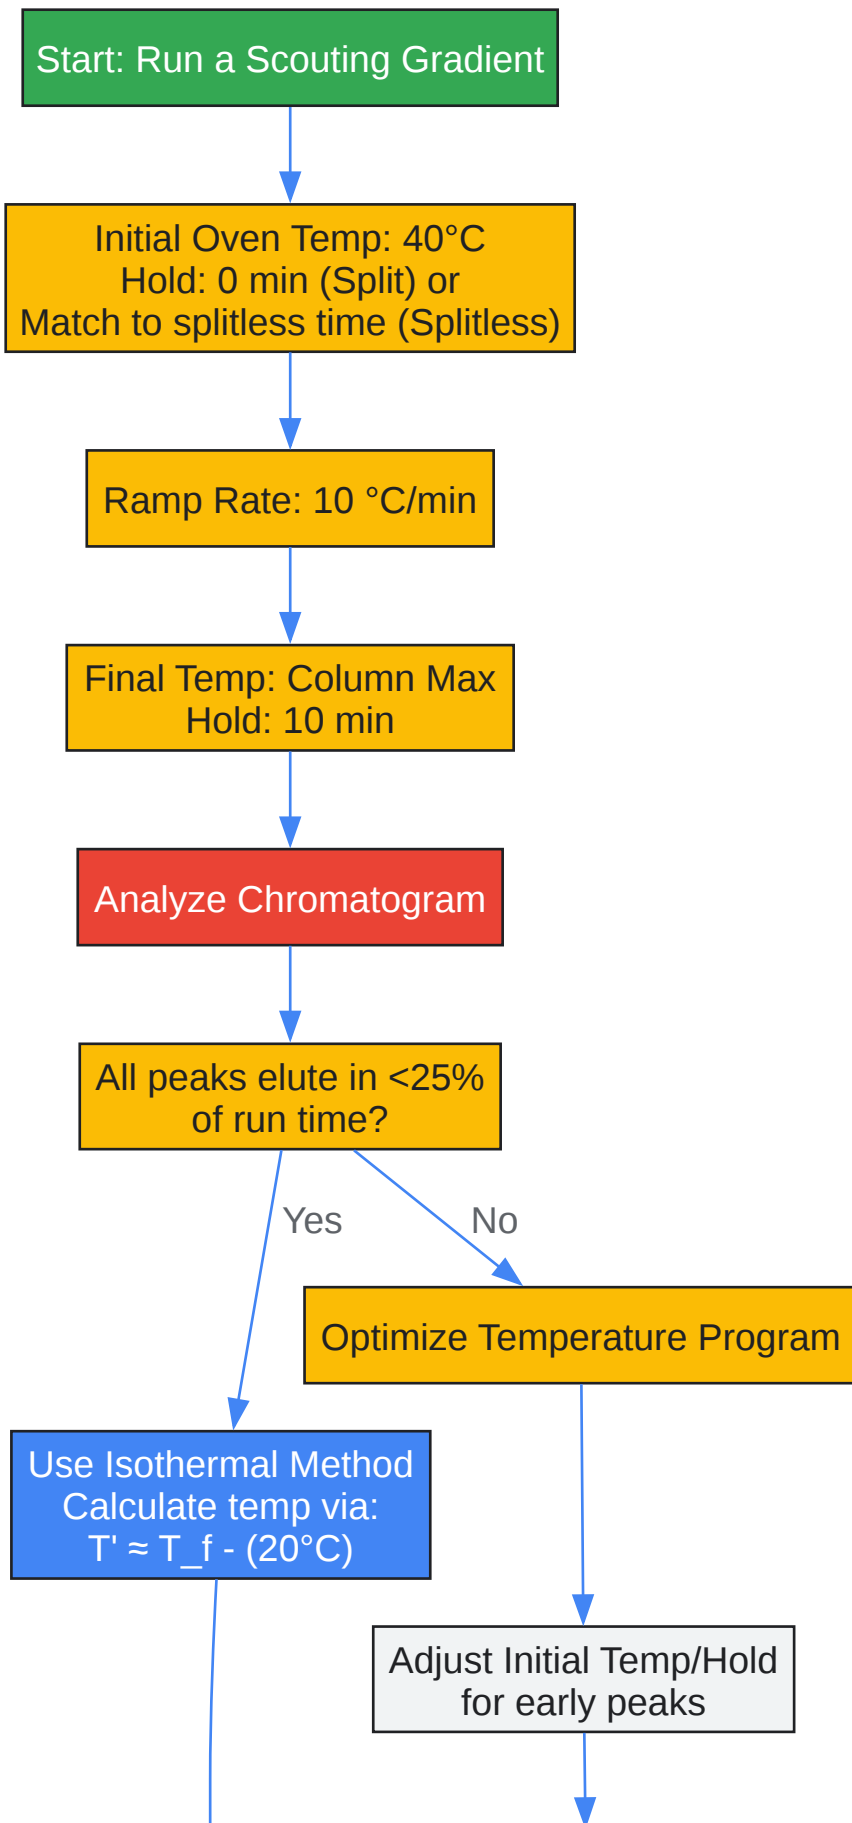 Start: Run a Scouting Gradient
Initial Oven Temp: 40°C
Hold: 0 min (Split) or
Match to splitless time (Splitless)
Ramp Rate: 10 °C/min
Final Temp: Column Max
Hold: 10 min
Analyze Chromatogram
All peaks elute in <25%
of run time?
Yes
No
Optimize Temperature Program
Use Isothermal Method
Calculate temp via:
T' ≈ T_f - (20°C)
Adjust Initial Temp/Hold
for early peaks